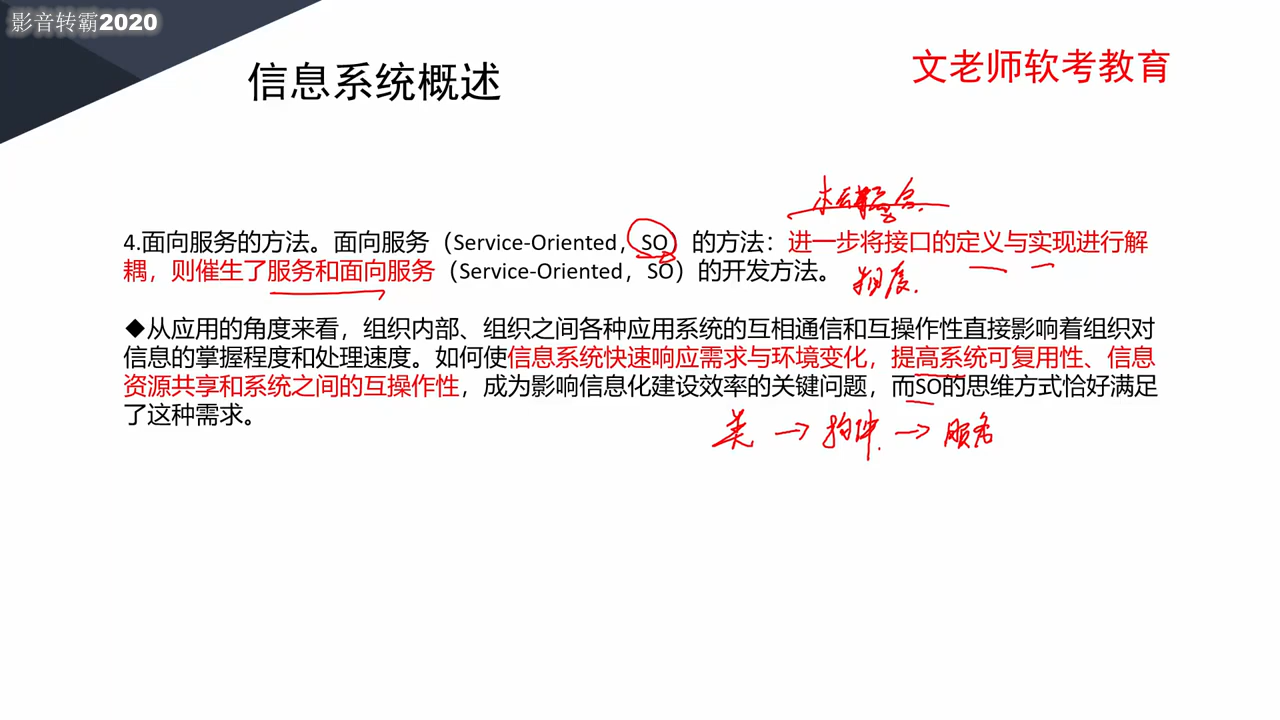 影音转霸2020
信息系统概述
文老师软考教育
4.面向服务的方法。面向服务（Service-Oriented，SO）的方法：进一步将接口的定义与实现进行解
耦，则催生了服务和面向服务（Service-Oriented，SO）的开发方法。
粗度.
◆从应用的角度来看，组织内部、组织之间各种应用系统的互相通信和互操作性直接影响着组织对
信息的掌握程度和处理速度。如何使信息系统快速响应需求与环境变化，提高系统可复用性、信息
资源共享和系统之间的互操作性，成为影响信息化建设效率的关键问题，而SO的思维方式恰好满足
了这种需求。
类 → 构件 → 服务